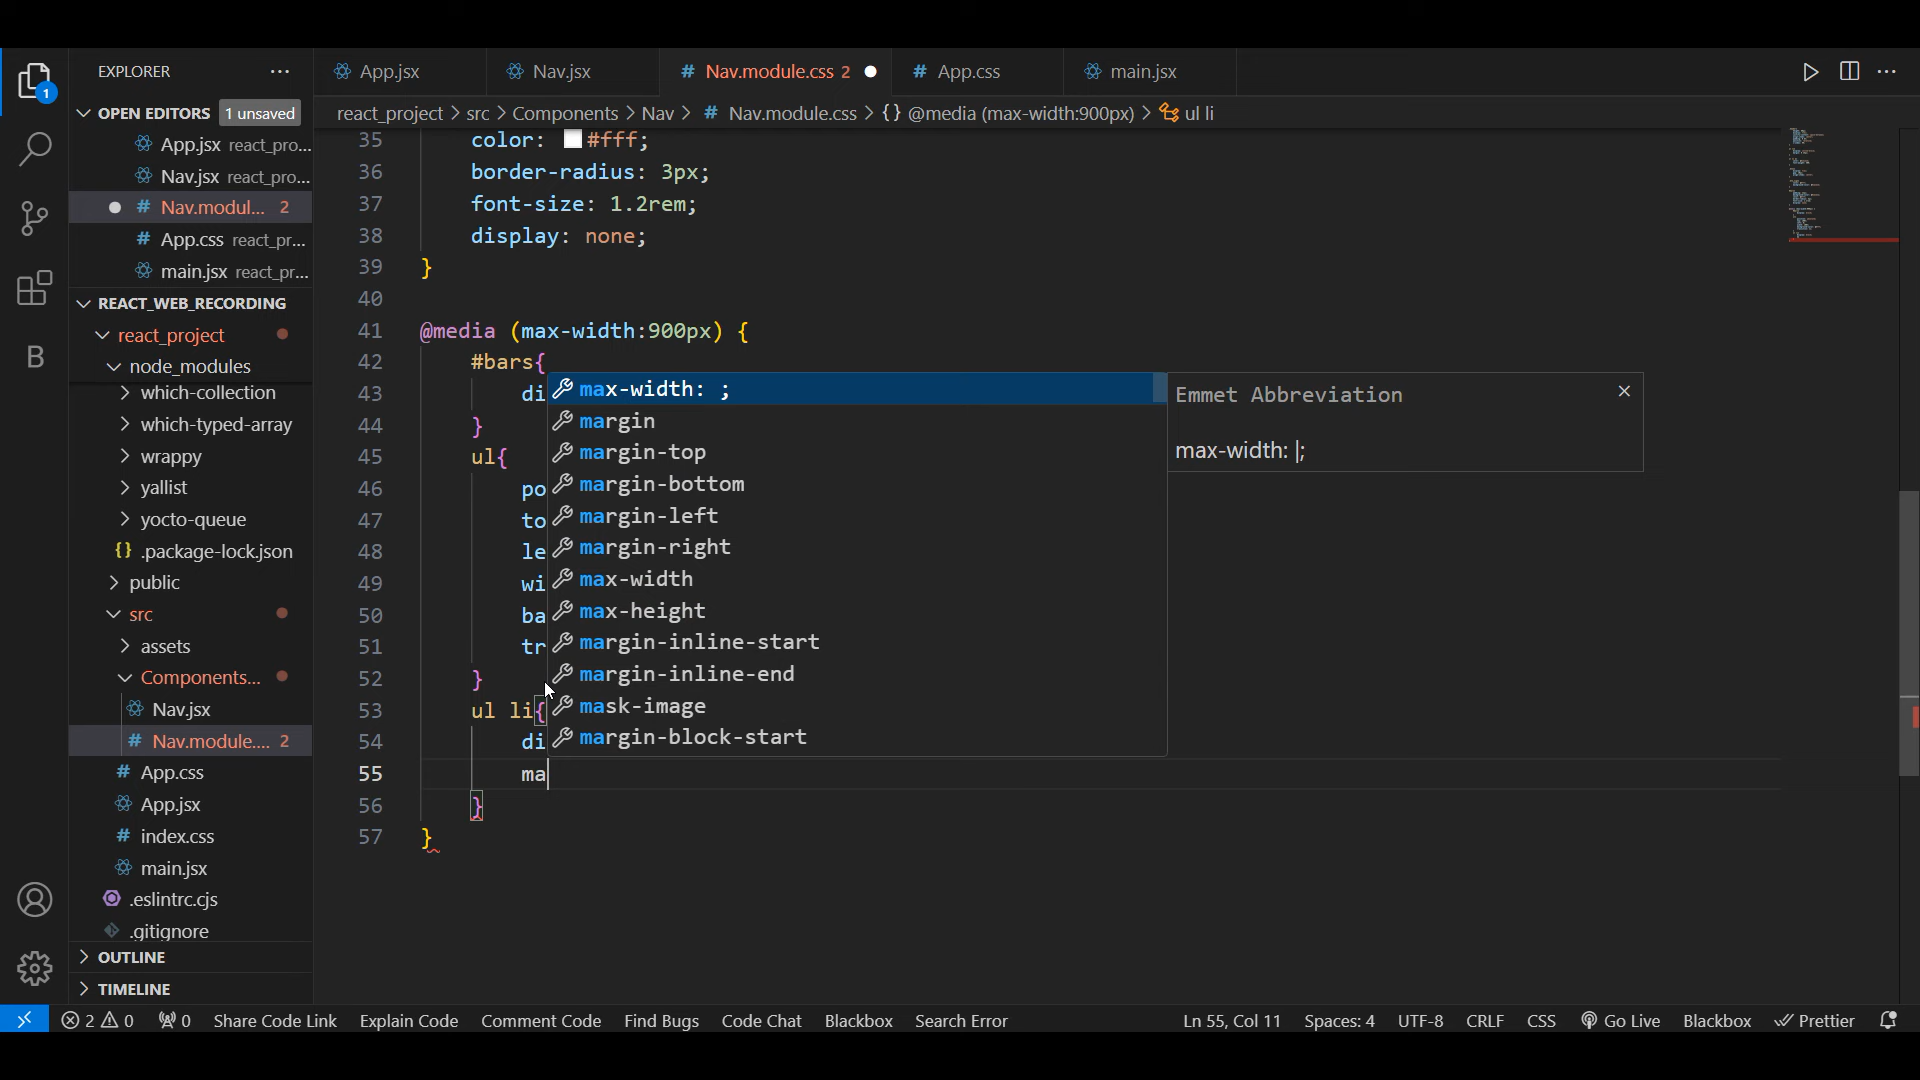 EXPLORER
App.jsx
Nav.jsx
# Nav.module.css 2
# App.css
main.jsx
1
OPEN EDITORS 1 unsaved
react_project > src > Components > Nav > # Nav.module.css > {} @media (max-width:900px) > ul li
App.jsx react_pro...
Nav.jsx react_pro...
# Nav.modul... 2
# App.css react_pr...
main.jsx react_pr...
REACT_WEB_RECORDING
react_project
node_modules
which-collection
which-typed-array
wrappy
yallist
yocto-queue
{} .package-lock.json
public
src
assets
Components...
Nav.jsx
# Nav.module.... 2
# App.css
App.jsx
# index.css
main.jsx
.eslintrc.cjs
.gitignore
OUTLINE
TIMELINE
B
35 color: #fff;
36 border-radius: 3px;
37 font-size: 1.2rem;
38 display: none;
39 }
40
41 @media (max-width:900px) {
42 #bars{
43 di
44 }
45 ul{
46 po
47 to
48 le
49 wi
50 ba
51 tr
52 }
53 ul li{
54 di
55 ma
56 }
57 }
max-width: ;
margin
margin-top
margin-bottom
margin-left
margin-right
max-width
max-height
margin-inline-start
margin-inline-end
mask-image
margin-block-start
Emmet Abbreviation
max-width: |;
2 0 0 Share Code Link Explain Code Comment Code Find Bugs Code Chat Blackbox Search Error Ln 55, Col 11 Spaces: 4 UTF-8 CRLF CSS Go Live Blackbox Prettier